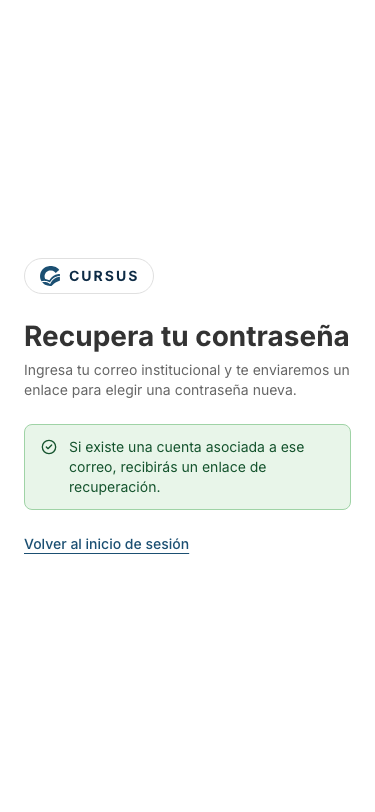 CURSUS
Recupera tu contraseña
Ingresa tu correo institucional y te enviaremos un
enlace para elegir una contraseña nueva.
Si existe una cuenta asociada a ese
correo, recibirás un enlace de
recuperación.
Volver al inicio de sesión